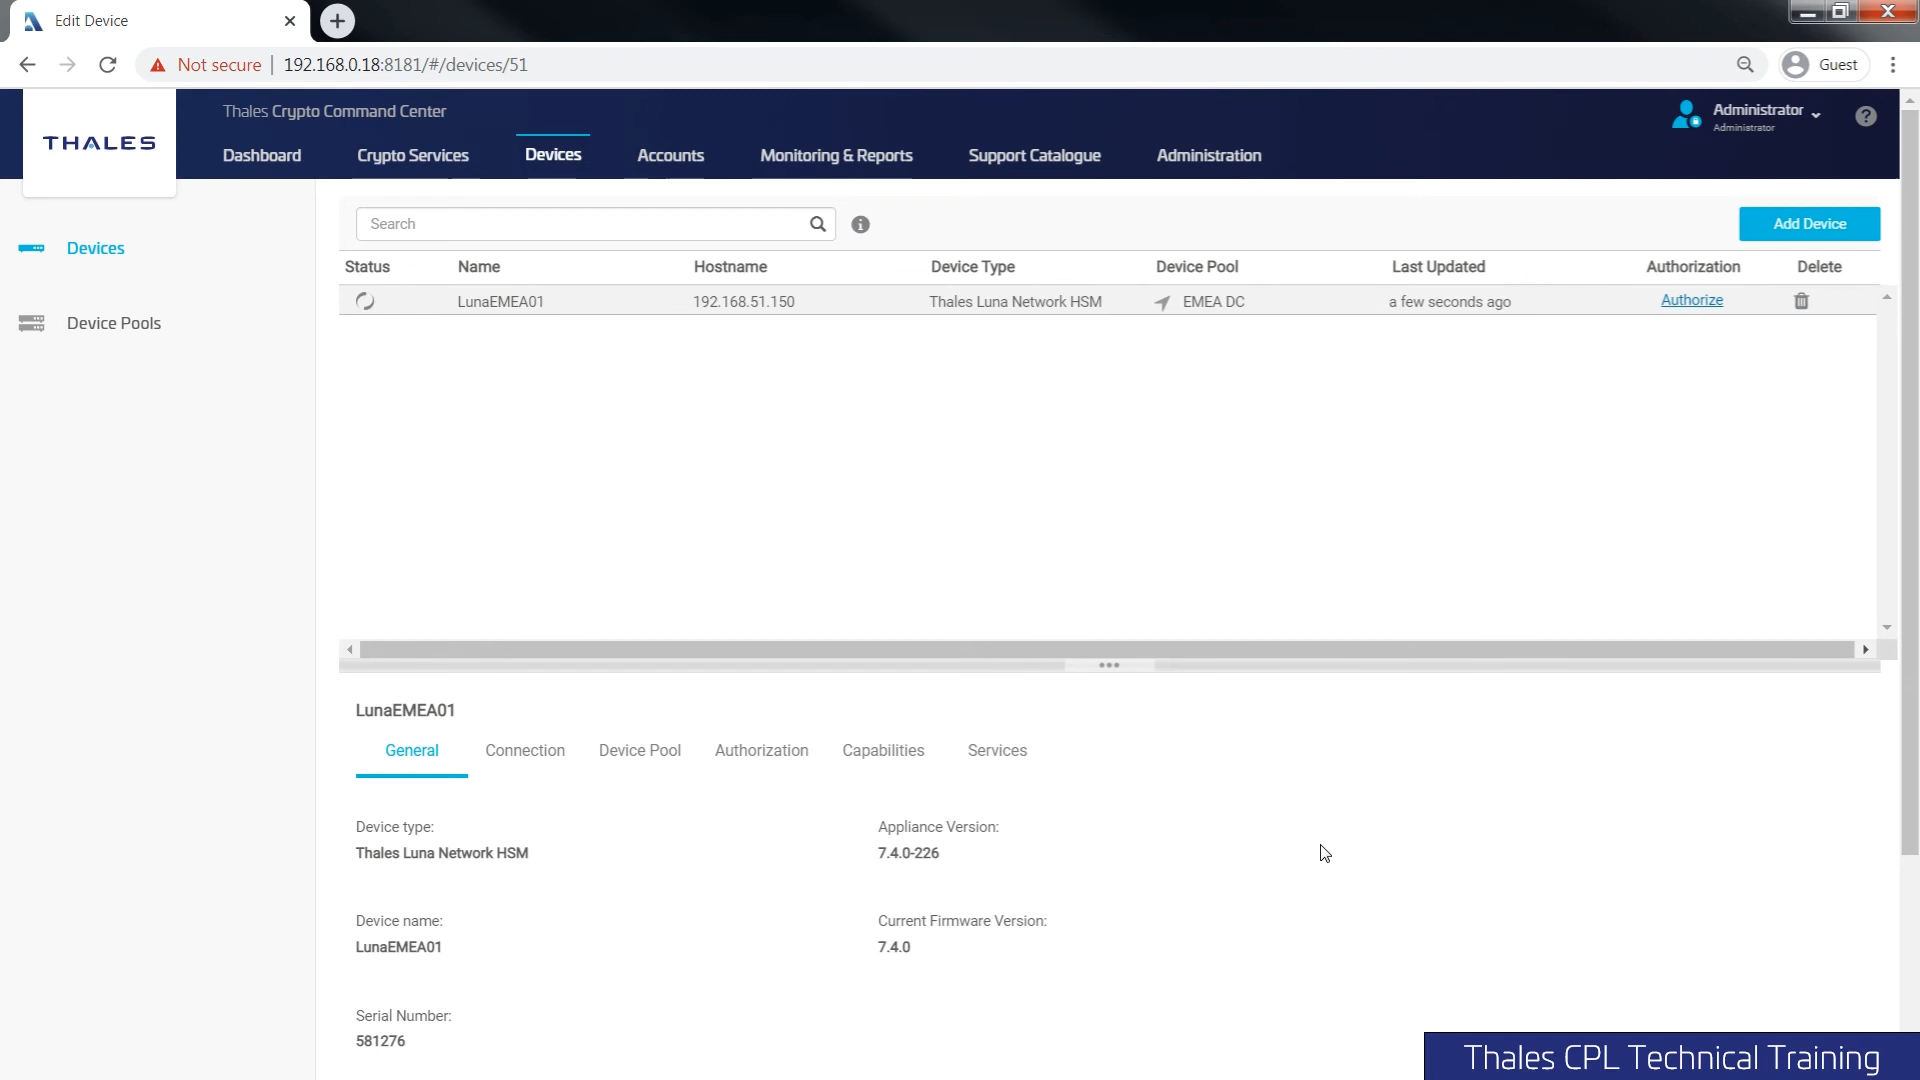 Edit Device
Not secure | 192.168.0.18:8181/#/devices/51
Guest
THALES
Thales Crypto Command Center
Administrator
Administrator
Dashboard Crypto Services Devices Accounts Monitoring & Reports Support Catalogue Administration
Devices
Device Pools
Search
Add Device
Status Name Hostname Device Type Device Pool Last Updated Authorization Delete
LunaEMEA01 192.168.51.150 Thales Luna Network HSM EMEA DC a few seconds ago Authorize
LunaEMEA01
General Connection Device Pool Authorization Capabilities Services
Device type:
Thales Luna Network HSM
Appliance Version:
7.4.0-226
Device name:
LunaEMEA01
Current Firmware Version:
7.4.0
Serial Number:
581276
Thales CPL Technical Training